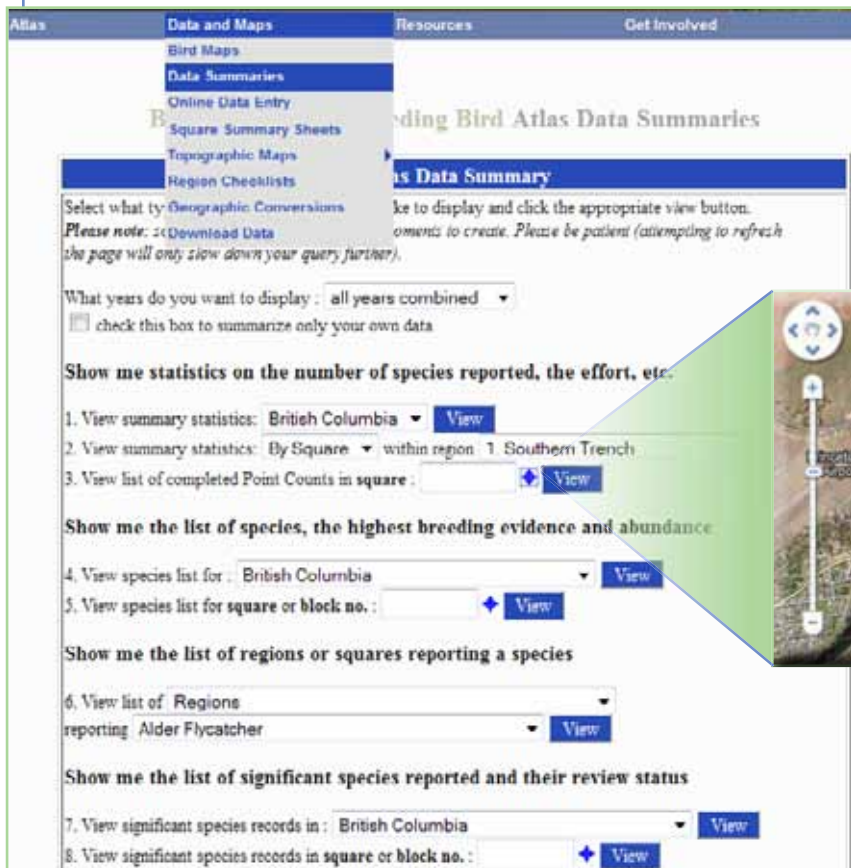 Atlas Data and Maps Resources Get Involved
Bird Maps
Data Summaries
Online Data Entry
B eding Bird Atlas Data Summaries
Square Summary Sheets
Topographic Maps
as Data Summary
Region Checklists
Select what ty Geographic Conversions ke to display and click the appropriate view button.
Please note: so Download Data oments to create. Please be patient (attempting to refresh
the page will only slow down your query further).
What years do you want to display : all years combined
check this box to summarize only your own data
Show me statistics on the number of species reported, the effort, etc.
1. View summary statistics: British Columbia View
2. View summary statistics: By Square within region 1. Southern Trench
3. View list of completed Point Counts in square : View
Show me the list of species, the highest breeding evidence and abundance
4. View species list for : British Columbia View
5. View species list for square or block no. : View
Show me the list of regions or squares reporting a species
6. View list of Regions
reporting Alder Flycatcher View
Show me the list of significant species reported and their review status
7. View significant species records in : British Columbia View
8. View significant species records in square or block no. : View